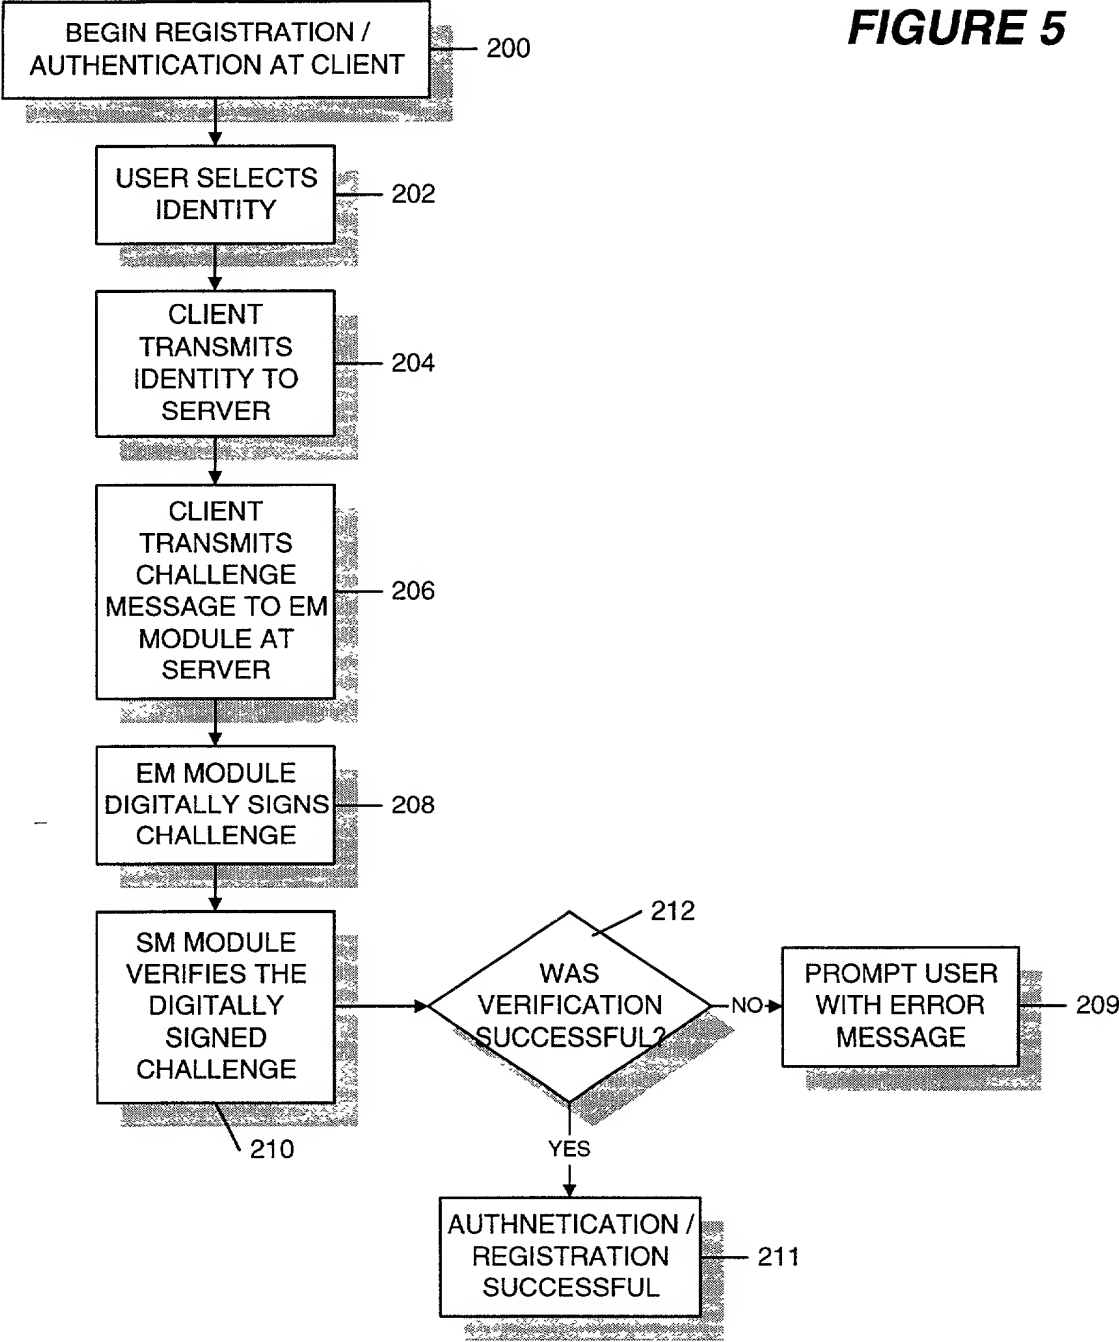 FIGURE 5
BEGIN REGISTRATION /
AUTHENTICATION AT CLIENT
200
USER SELECTS
IDENTITY
202
CLIENT
TRANSMITS
IDENTITY TO
SERVER
204
CLIENT
TRANSMITS
CHALLENGE
MESSAGE TO EM
MODULE AT
SERVER
206
EM MODULE
DIGITALLY SIGNS
CHALLENGE
208
SM MODULE
VERIFIES THE
DIGITALLY
SIGNED
CHALLENGE
210
212
WAS
VERIFICATION
SUCCESSFUL?
NO
PROMPT USER
WITH ERROR
MESSAGE
209
YES
AUTHNETICATION /
REGISTRATION
SUCCESSFUL
211